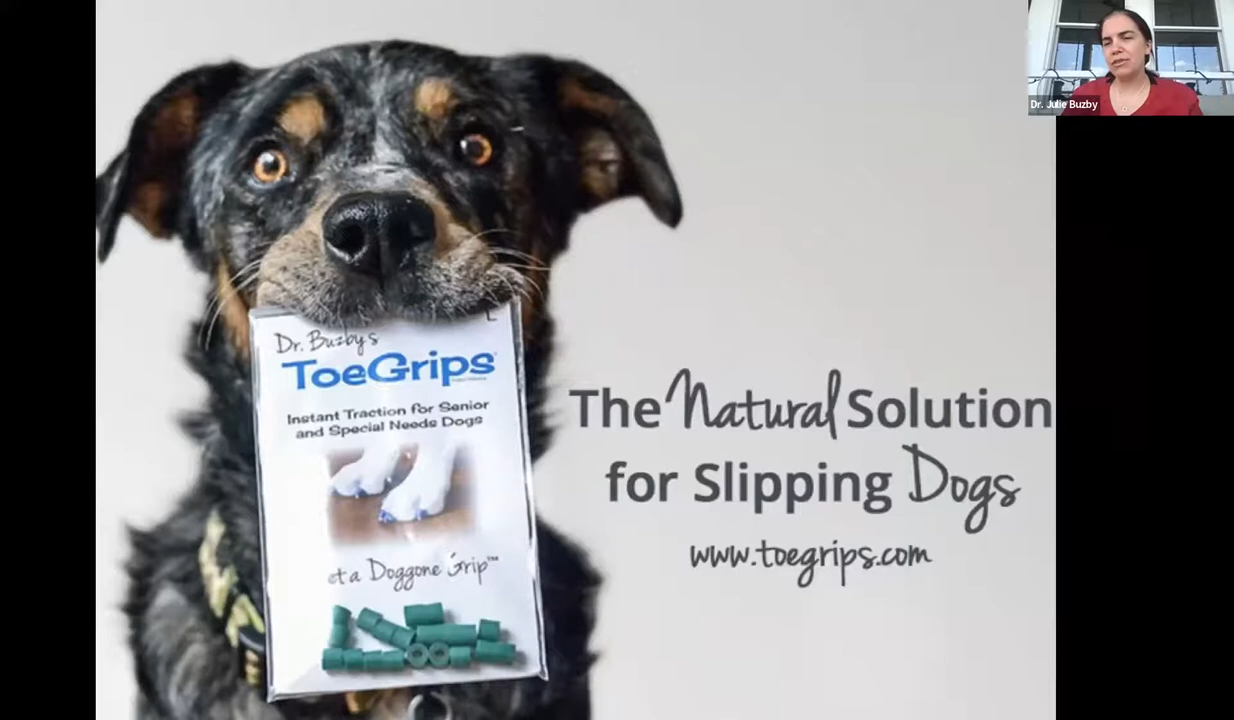 Dr. Buzby's
ToeGrips
Instant Traction for Senior
and Special Needs Dogs
et a Doggone Grip™
L
The Natural Solution
for Slipping Dogs
www.toegrips.com
Dr. Julie Buzby